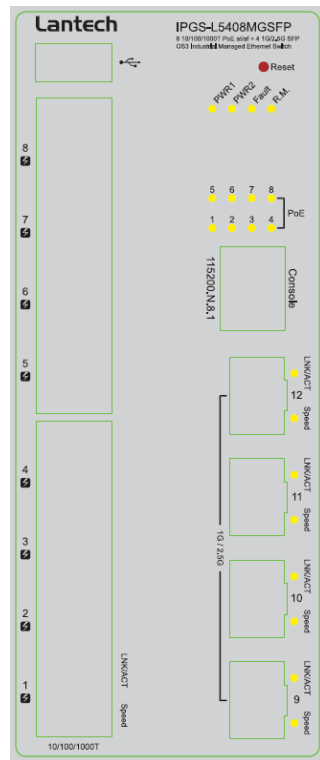 Lantech
IPGS-L5408MGSFP
8 10/100/1000T PoE at/af + 4 1G/2.5G SFP
OS3 Industrial Managed Ethernet Switch
Reset
PWR1 PWR2 Fault R.M.
5 6 7 8
1 2 3 4
PoE
115200.N.8.1
Console
8
7
6
5
4
3
2
1
LNK/ACT
Speed
10/100/1000T
1G / 2.5G
LNK/ACT
12
Speed
LNK/ACT
11
Speed
LNK/ACT
10
Speed
LNK/ACT
9
Speed